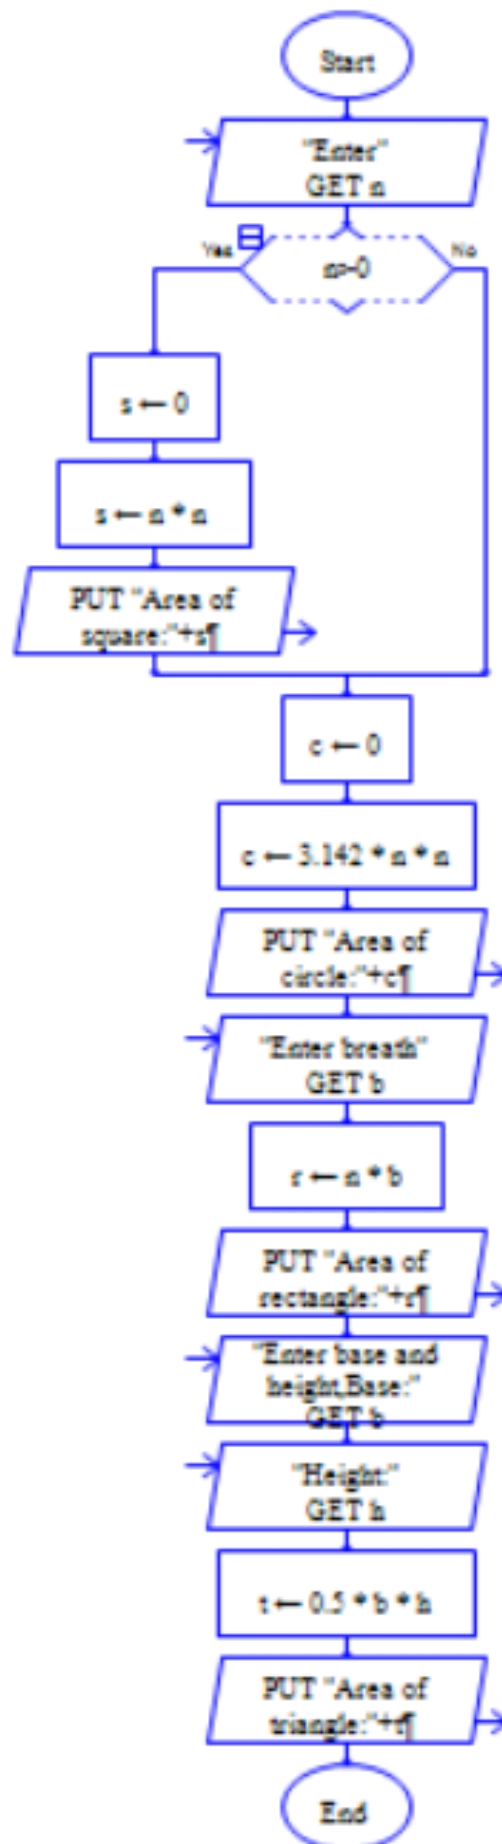 Start
"Enter"
GET n
Yes
n>0
No
s ← 0
s ← n * n
PUT "Area of
square:"+s¶
c ← 0
c ← 3.142 * n * n
PUT "Area of
circle:"+c¶
"Enter breath"
GET b
r ← n * b
PUT "Area of
rectangle:"+r¶
"Enter base and
height,Base:"
GET b
"Height:"
GET h
t ← 0.5 * b * h
PUT "Area of
triangle:"+t¶
End